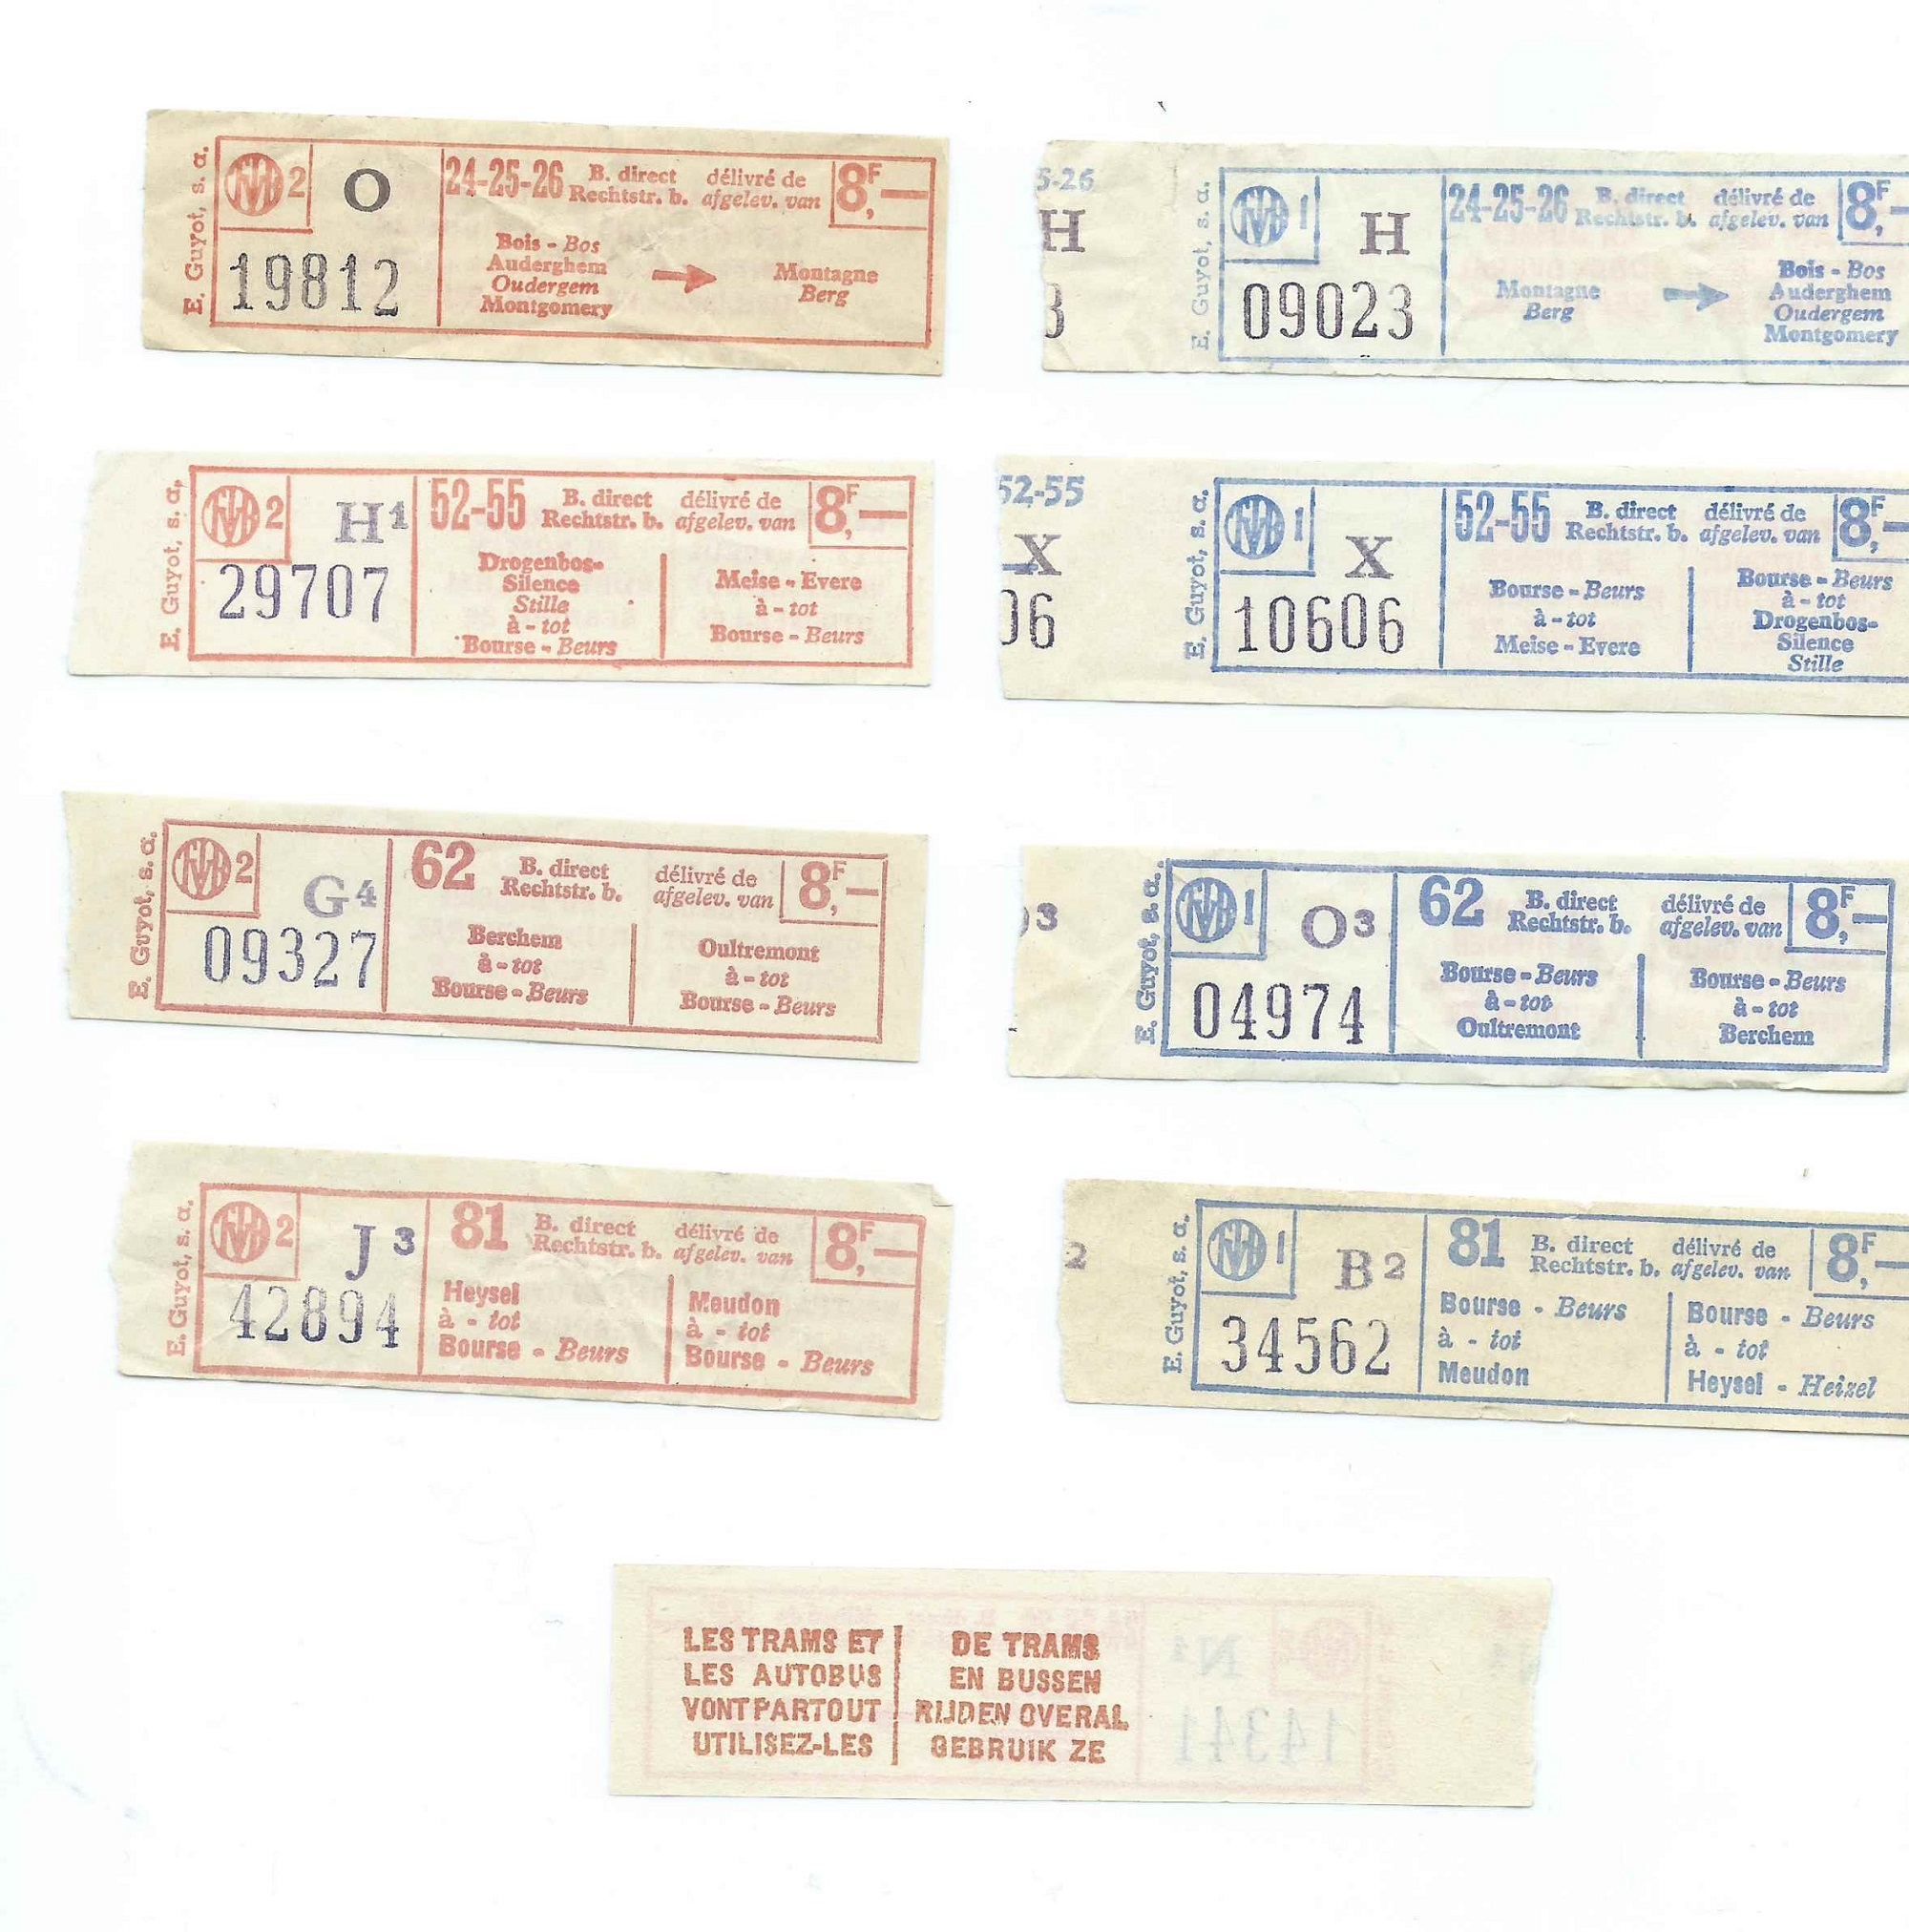 E. Guyot, s. a.
2 O 24-25-26 B. direct délivré de 8F,—
Rechtstr. b. afgelev. van
19812
Bois - Bos
Auderghem
Oudergem
Montgomery
Montagne
Berg
5-26
H
3
E. Guyot, s. a.
1 H 24-25-26 B. direct délivré de 8F,—
Rechtstr. b. afgelev. van
09023
Montagne
Berg
Bois - Bos
Auderghem
Oudergem
Montgomery
E. Guyot, s. a.
2 H1 52-55 B. direct délivré de 8F,—
Rechtstr. b. afgelev. van
29707
Drogenbos-
Silence
Stille
à - tot
Bourse - Beurs
Meise - Evere
à - tot
Bourse - Beurs
52-55
X
06
E. Guyot, s. a.
1 X 52-55 B. direct délivré de 8F,—
Rechtstr. b. afgelev. van
10606
Bourse - Beurs
à - tot
Meise - Evere
Bourse - Beurs
à - tot
Drogenbos-
Silence
Stille
E. Guyot, s. a.
2 G4 62 B. direct délivré de 8F,—
Rechtstr. b. afgelev. van
09327
Berchem
à - tot
Bourse - Beurs
Oultremont
à - tot
Bourse - Beurs
3
E. Guyot, s. a.
1 O3 62 B. direct délivré de 8F,—
Rechtstr. b. afgelev. van
04974
Bourse - Beurs
à - tot
Oultremont
Bourse - Beurs
à - tot
Berchem
E. Guyot, s. a.
2 J3 81 B. direct délivré de 8F,—
Rechtstr. b. afgelev. van
42894
Heysel
à - tot
Bourse - Beurs
Meudon
à - tot
Bourse - Beurs
2
E. Guyot, s. a.
1 B2 81 B. direct délivré de 8F,—
Rechtstr. b. afgelev. van
34562
Bourse - Beurs
à - tot
Meudon
Bourse - Beurs
à - tot
Heysel - Heizel
LES TRAMS ET
LES AUTOBUS
VONT PARTOUT
UTILISEZ-LES
DE TRAMS
EN BUSSEN
RIJDEN OVERAL
GEBRUIK ZE
N1
14341